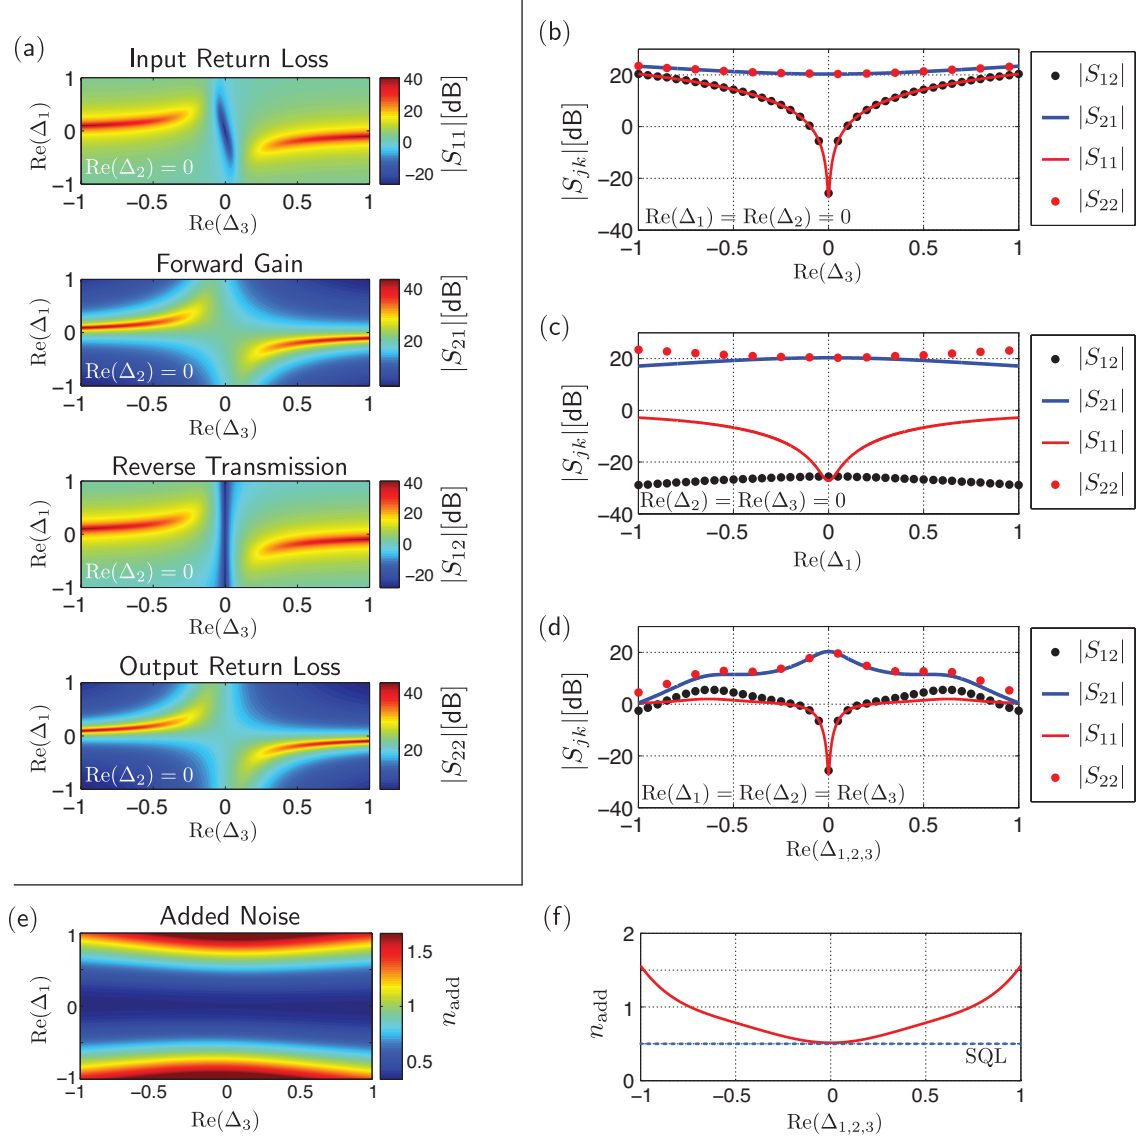 (a)
Input Return Loss
1
0
−1
Re(Δ1)
Re(Δ2) = 0
−1 −0.5 0 0.5 1
Re(Δ3)
40
20
0
−20
|S11|[dB]
Forward Gain
1
0
−1
Re(Δ1)
Re(Δ2) = 0
−1 −0.5 0 0.5 1
Re(Δ3)
40
20
|S21|[dB]
Reverse Transmission
1
0
−1
Re(Δ1)
Re(Δ2) = 0
−1 −0.5 0 0.5 1
Re(Δ3)
40
20
0
−20
|S12|[dB]
Output Return Loss
1
0
−1
Re(Δ1)
Re(Δ2) = 0
−1 −0.5 0 0.5 1
Re(Δ3)
40
20
|S22|[dB]
(b)
20
0
−20
−40
|Sjk|[dB]
Re(Δ1) = Re(Δ2) = 0
−1 −0.5 0 0.5 1
Re(Δ3)
|S12|
|S21|
|S11|
|S22|
(c)
20
0
−20
−40
|Sjk|[dB]
Re(Δ2) = Re(Δ3) = 0
−1 −0.5 0 0.5 1
Re(Δ1)
|S12|
|S21|
|S11|
|S22|
(d)
20
0
−20
−40
|Sjk|[dB]
Re(Δ1) = Re(Δ2) = Re(Δ3)
−1 −0.5 0 0.5 1
Re(Δ1,2,3)
|S12|
|S21|
|S11|
|S22|
(e)
Added Noise
1
0
−1
Re(Δ1)
−1 −0.5 0 0.5 1
Re(Δ3)
1.5
1
0.5
nadd
(f)
2
1
0
nadd
SQL
−1 −0.5 0 0.5 1
Re(Δ1,2,3)